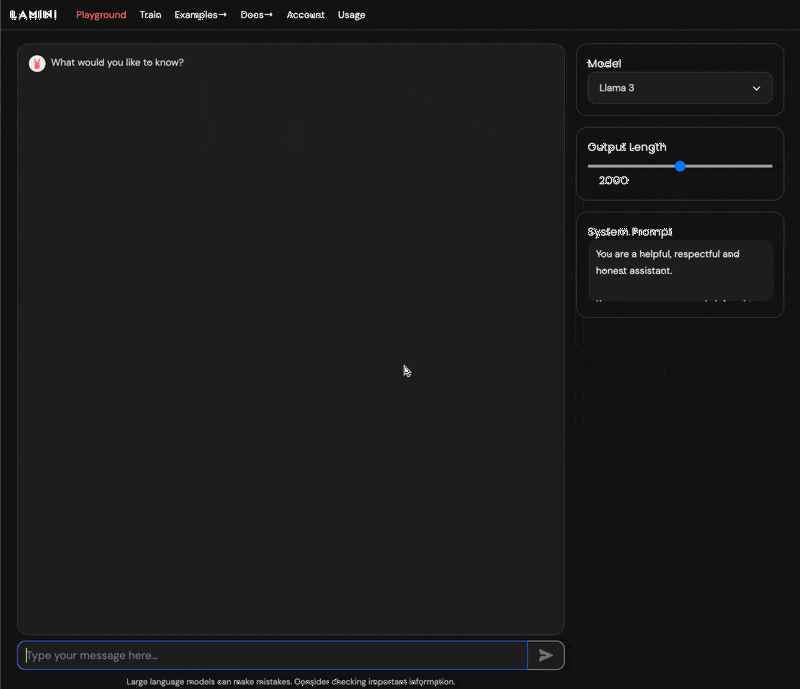 LAMINI Playground Train Examples→ Docs→ Account Usage
What would you like to know?
Model
Llama 3
Output Length
2000
System Prompt
You are a helpful, respectful and
honest assistant.
Type your message here...
Large language models can make mistakes. Consider checking important information.